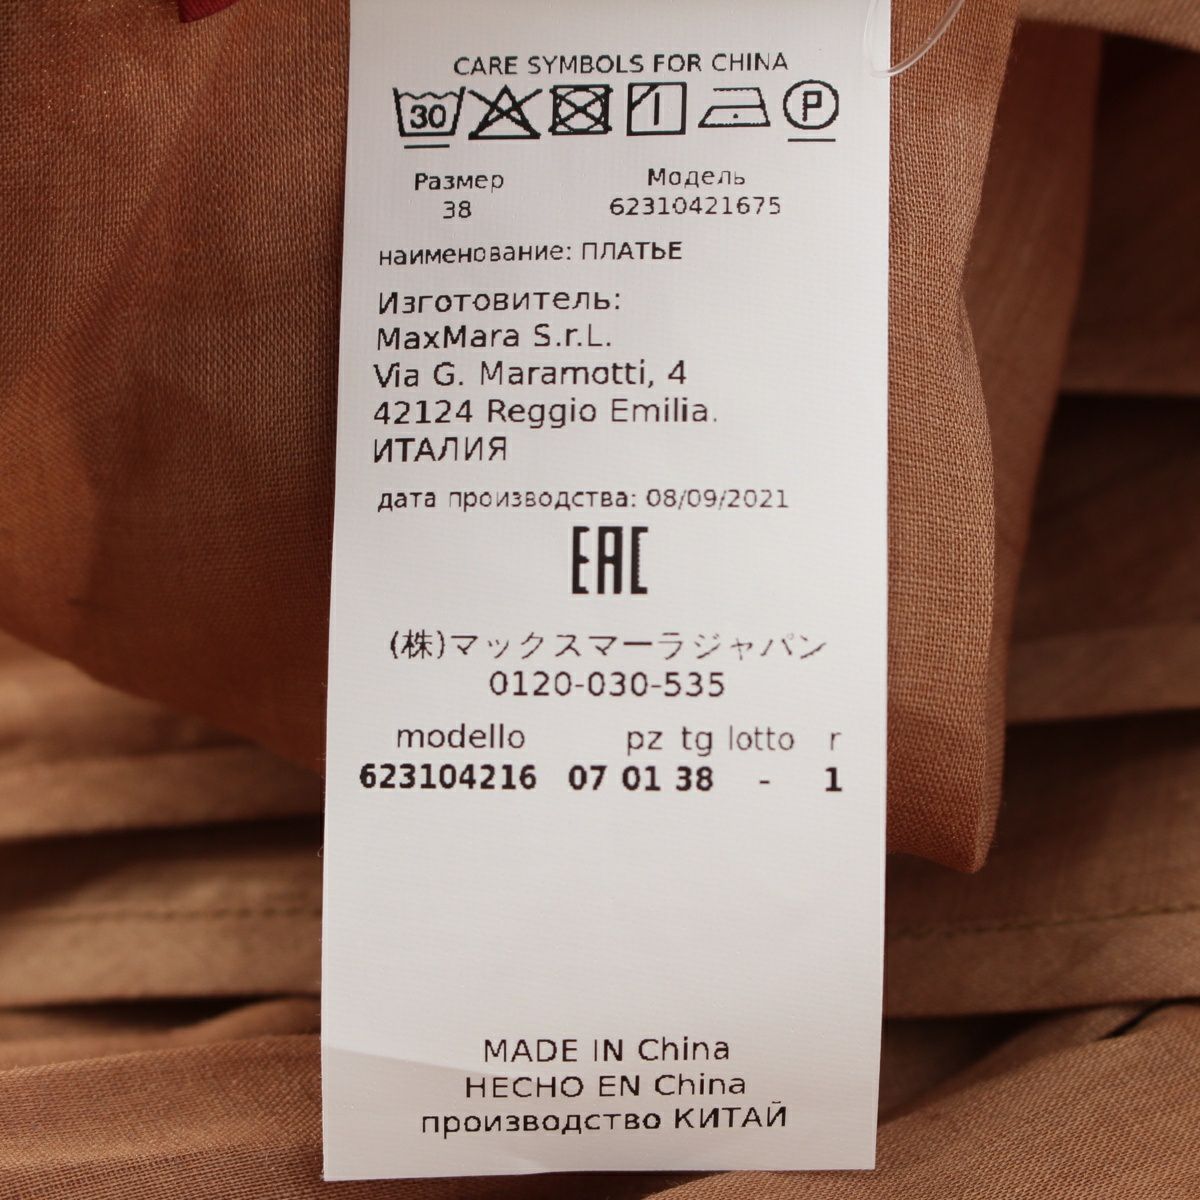 CARE SYMBOLS FOR CHINA
30 P
Размер Модель
38 62310421675
наименование: ПЛАТЬЕ
Изготовитель:
MaxMara S.r.L.
Via G. Maramotti, 4
42124 Reggio Emilia.
ИТАЛИЯ
дата производства: 08/09/2021
EAC
(株)マックスマーラジャパン
0120-030-535
modello pz tg lotto r
623104216 07 01 38 - 1
MADE IN China
HECHO EN China
производство КИТАЙ